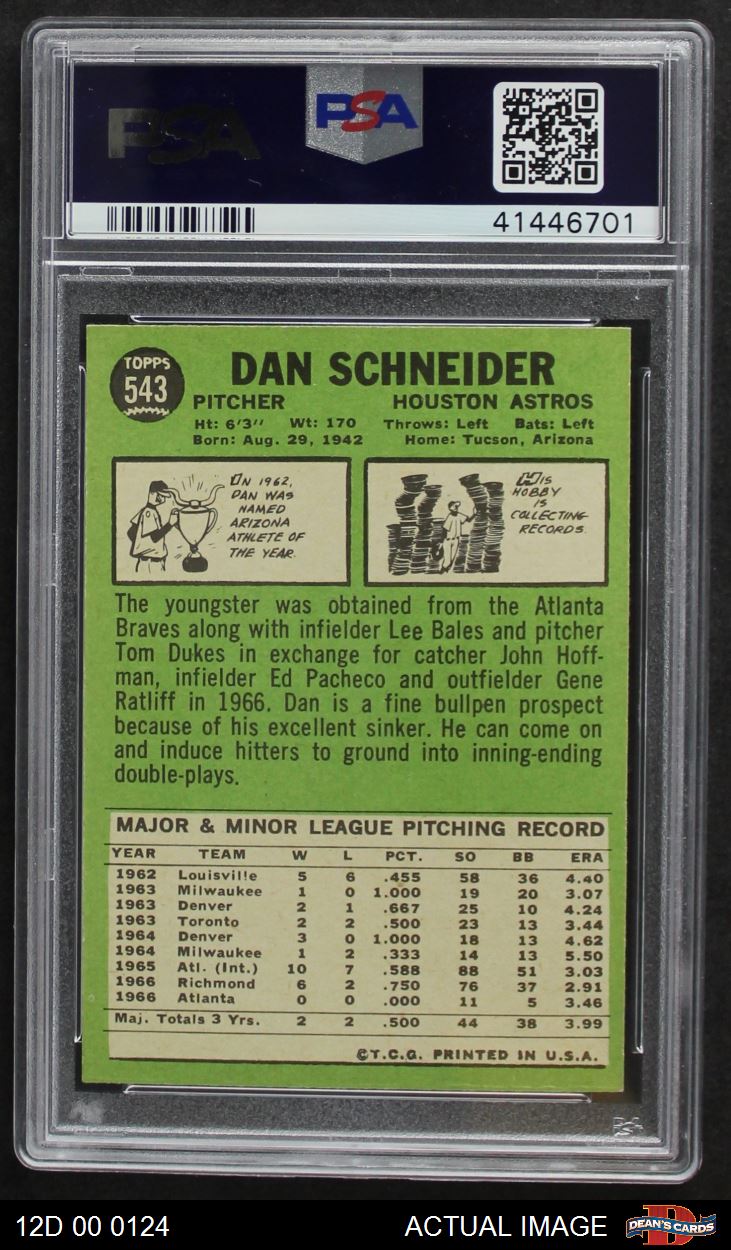 PSA
PSA
41446701
TOPPS
543
DAN SCHNEIDER
PITCHER HOUSTON ASTROS
Ht: 6'3" Wt: 170 Throws: Left Bats: Left
Born: Aug. 29, 1942 Home: Tucson, Arizona
IN 1962,
DAN WAS
NAMED
ARIZONA
ATHLETE OF
THE YEAR.
HIS
HOBBY
IS
COLLECTING
RECORDS.
The youngster was obtained from the Atlanta
Braves along with infielder Lee Bales and pitcher
Tom Dukes in exchange for catcher John Hoff-
man, infielder Ed Pacheco and outfielder Gene
Ratliff in 1966. Dan is a fine bullpen prospect
because of his excellent sinker. He can come on
and induce hitters to ground into inning-ending
double-plays.
MAJOR & MINOR LEAGUE PITCHING RECORD
YEAR TEAM W L PCT. SO BB ERA
1962 Louisville 5 6 .455 58 36 4.40
1963 Milwaukee 1 0 1.000 19 20 3.07
1963 Denver 2 1 .667 25 10 4.24
1963 Toronto 2 2 .500 23 13 3.44
1964 Denver 3 0 1.000 18 13 4.62
1964 Milwaukee 1 2 .333 14 13 5.50
1965 Atl. (Int.) 10 7 .588 88 51 3.03
1966 Richmond 6 2 .750 76 37 2.91
1966 Atlanta 0 0 .000 11 5 3.46
Maj. Totals 3 Yrs. 2 2 .500 44 38 3.99
©T.C.G. PRINTED IN U.S.A.
12D 00 0124 ACTUAL IMAGE DEAN'S CARDS